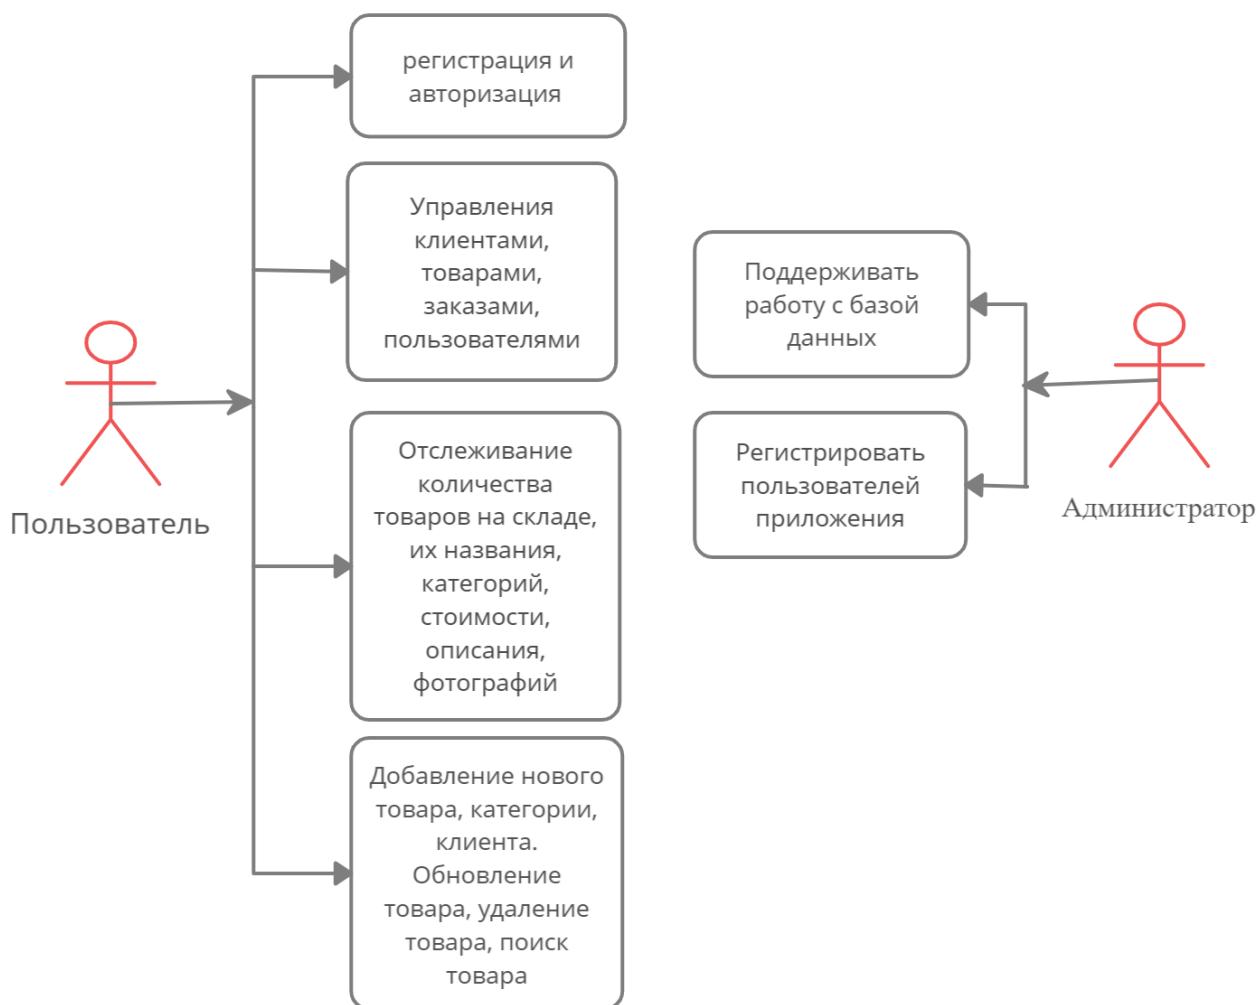 регистрация и
авторизация
Управления
клиентами,
товарами,
заказами,
пользователями
Отслеживание
количества
товаров на складе,
их названия,
категорий,
стоимости,
описания,
фотографий
Добавление нового
товара, категории,
клиента.
Обновление
товара, удаление
товара, поиск
товара
Пользователь
Поддерживать
работу с базой
данных
Регистрировать
пользователей
приложения
Администратор